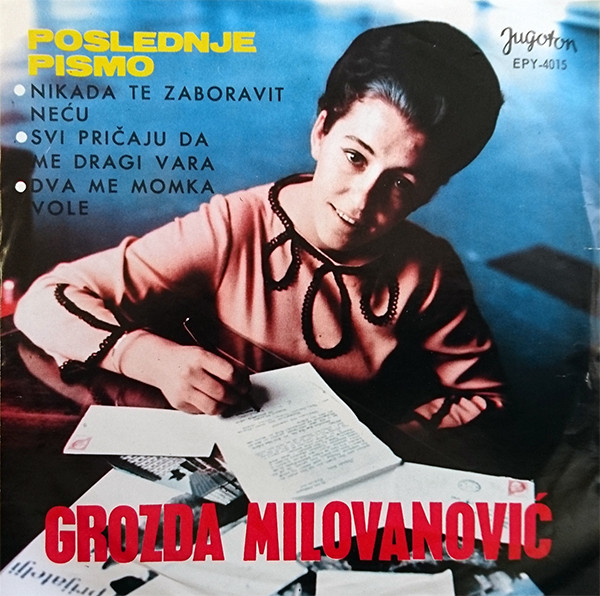 POSLEDNJE
PISMO
Jugoton
EPY-4015
NIKADA TE ZABORAVIT
NEĆU
SVI PRIČAJU DA
ME DRAGI VARA
DVA ME MOMKA
VOLE
GROZDA MILOVANOVIĆ
prijatelji